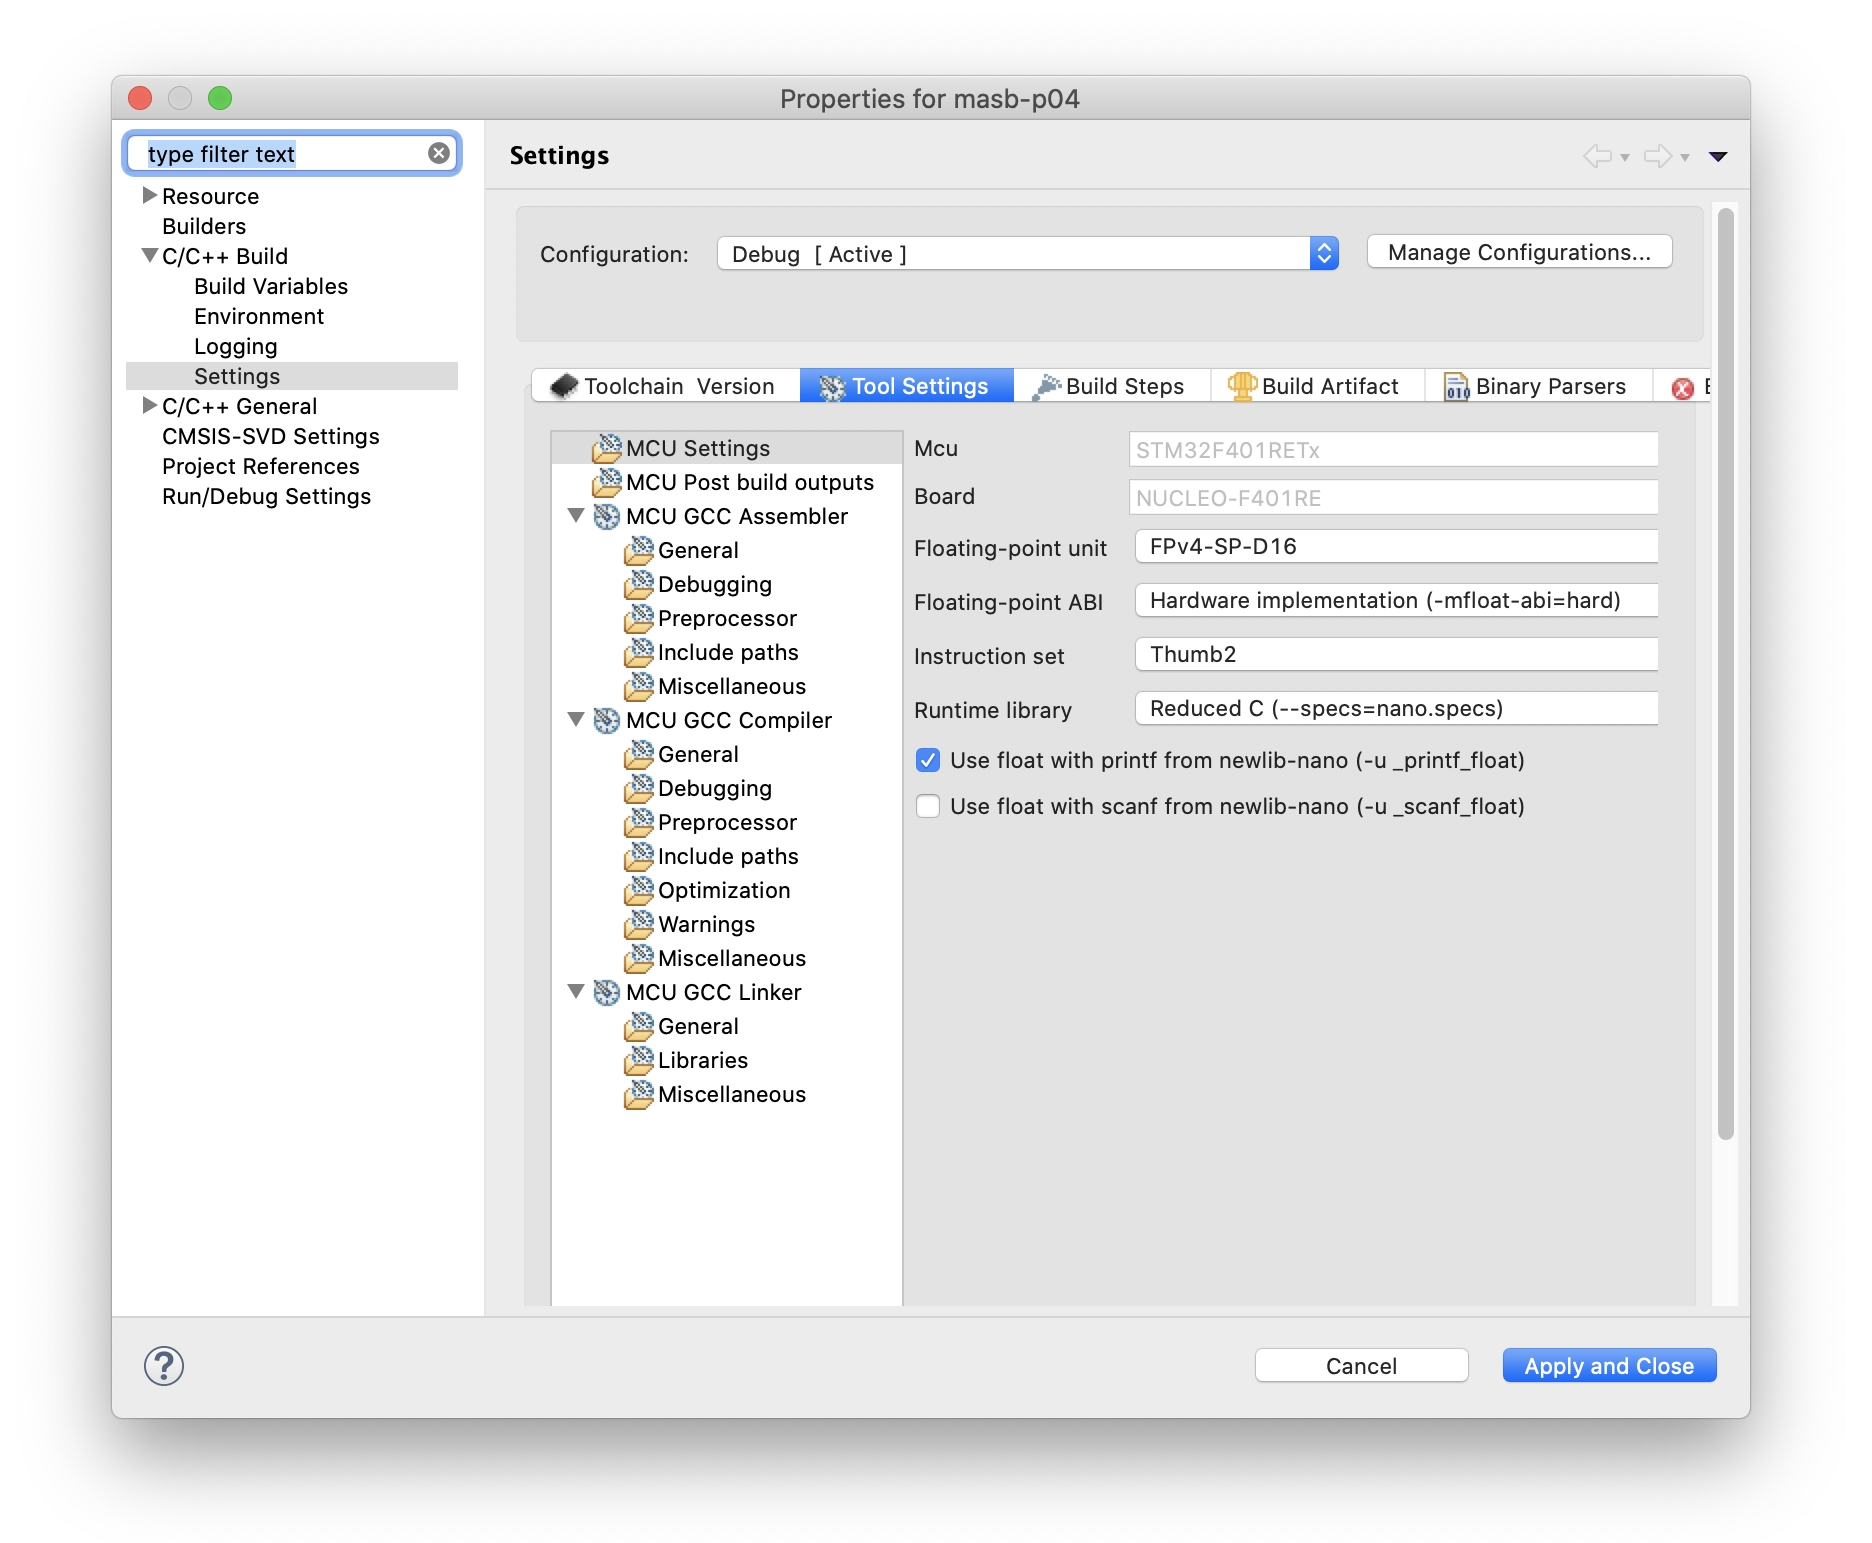 Properties for masb-p04
type filter text
Resource
Builders
C/C++ Build
Build Variables
Environment
Logging
Settings
C/C++ General
CMSIS-SVD Settings
Project References
Run/Debug Settings
Settings
Configuration: Debug [ Active ] Manage Configurations...
Toolchain Version Tool Settings Build Steps Build Artifact Binary Parsers
MCU Settings
MCU Post build outputs
MCU GCC Assembler
General
Debugging
Preprocessor
Include paths
Miscellaneous
MCU GCC Compiler
General
Debugging
Preprocessor
Include paths
Optimization
Warnings
Miscellaneous
MCU GCC Linker
General
Libraries
Miscellaneous
Mcu STM32F401RETx
Board NUCLEO-F401RE
Floating-point unit FPv4-SP-D16
Floating-point ABI Hardware implementation (-mfloat-abi=hard)
Instruction set Thumb2
Runtime library Reduced C (--specs=nano.specs)
Use float with printf from newlib-nano (-u _printf_float)
Use float with scanf from newlib-nano (-u _scanf_float)
? Cancel Apply and Close